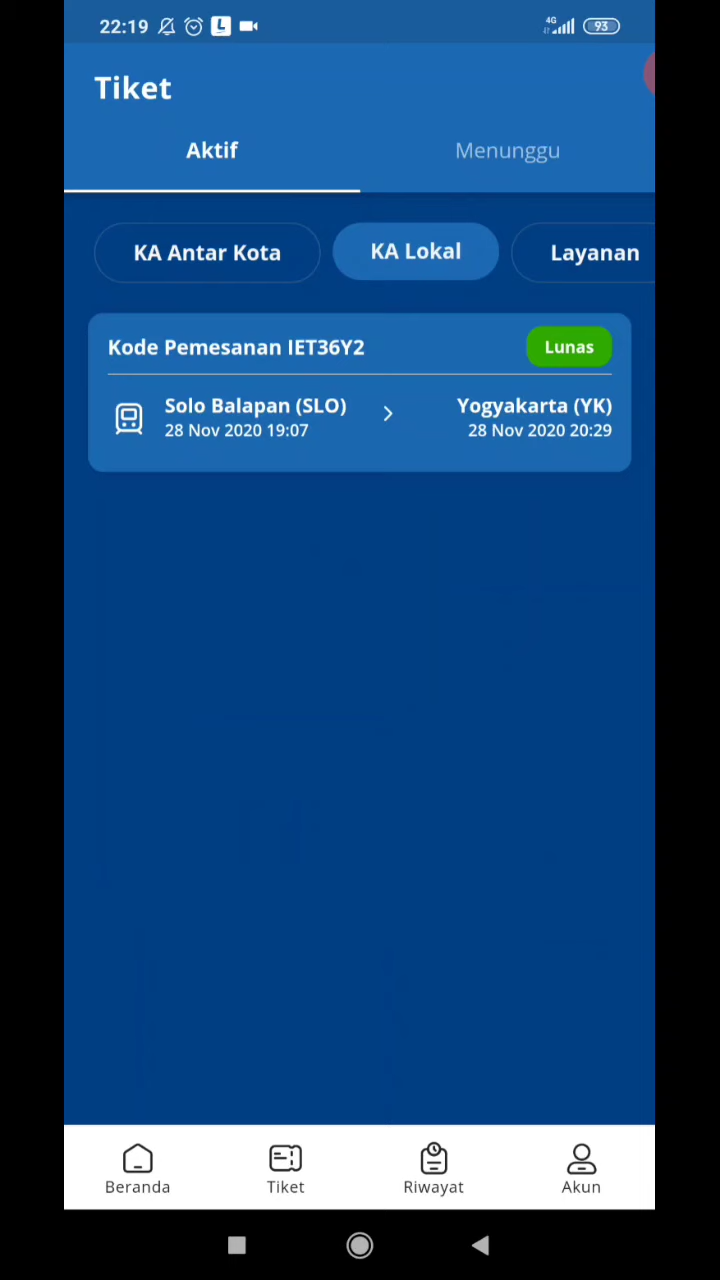 22:19 L 4G 93
Tiket
Aktif Menunggu
KA Antar Kota KA Lokal Layanan
Kode Pemesanan IET36Y2 Lunas
Solo Balapan (SLO) Yogyakarta (YK)
28 Nov 2020 19:07 28 Nov 2020 20:29
Beranda Tiket Riwayat Akun